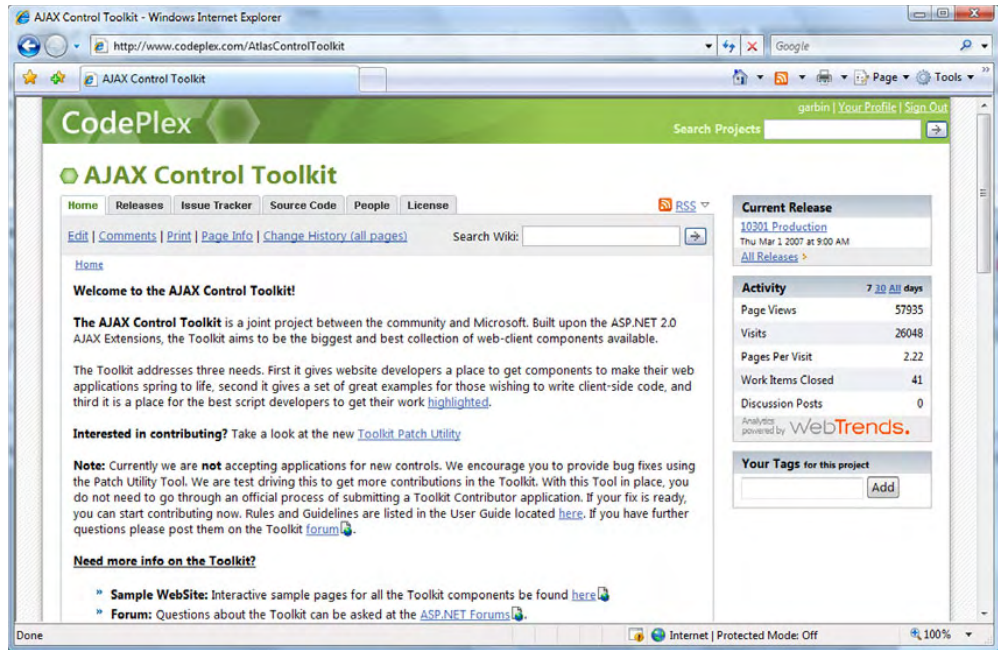 AJAX Control Toolkit - Windows Internet Explorer
http://www.codeplex.com/AtlasControlToolkit
Google
AJAX Control Toolkit
Page
Tools
CodePlex
garbin | Your Profile | Sign Out
Search Projects
AJAX Control Toolkit
Home Releases Issue Tracker Source Code People License
RSS
Edit | Comments | Print | Page Info | Change History (all pages)
Search Wiki:
Home
Welcome to the AJAX Control Toolkit!
The AJAX Control Toolkit is a joint project between the community and Microsoft. Built upon the ASP.NET 2.0
AJAX Extensions, the Toolkit aims to be the biggest and best collection of web-client components available.
The Toolkit addresses three needs. First it gives website developers a place to get components to make their web
applications spring to life, second it gives a set of great examples for those wishing to write client-side code, and
third it is a place for the best script developers to get their work highlighted.
Interested in contributing? Take a look at the new Toolkit Patch Utility
Note: Currently we are not accepting applications for new controls. We encourage you to provide bug fixes using
the Patch Utility Tool. We are test driving this to get more contributions in the Toolkit. With this Tool in place, you
do not need to go through an official process of submitting a Toolkit Contributor application. If your fix is ready,
you can start contributing now. Rules and Guidelines are listed in the User Guide located here. If you have further
questions please post them on the Toolkit forum.
Need more info on the Toolkit?
» Sample WebSite: Interactive sample pages for all the Toolkit components be found here
» Forum: Questions about the Toolkit can be asked at the ASP.NET Forums.
Current Release
10301 Production
Thu Mar 1 2007 at 9:00 AM
All Releases >
Activity 7 30 All days
Page Views 57935
Visits 26048
Pages Per Visit 2.22
Work Items Closed 41
Discussion Posts 0
Analytics
powered by WebTrends.
Your Tags for this project
Add
Done
Internet | Protected Mode: Off
100%